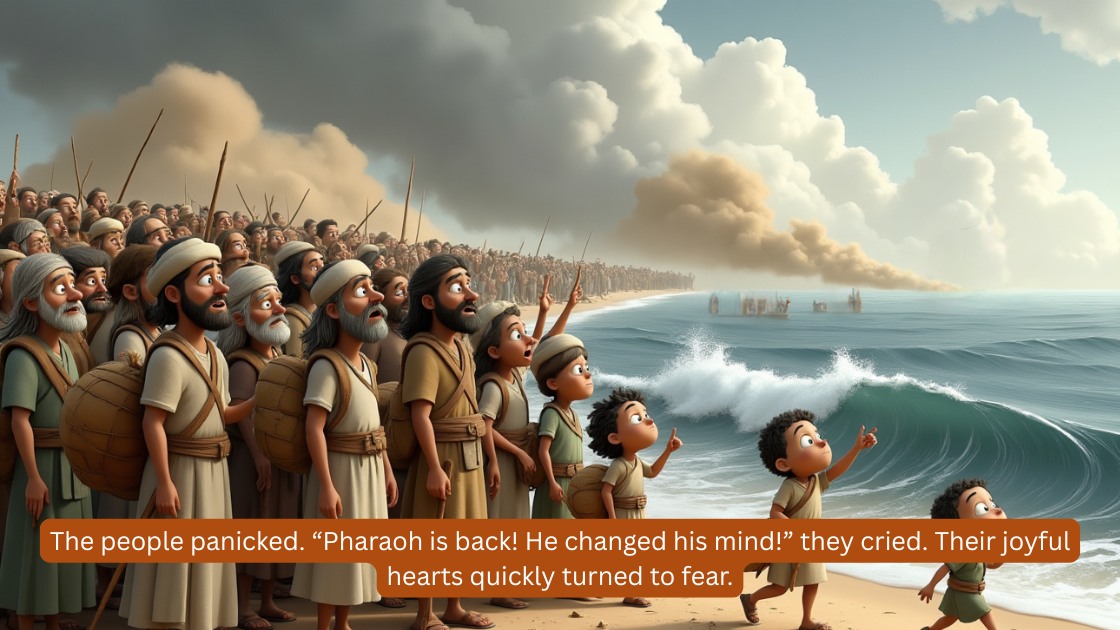 The people panicked. “Pharaoh is back! He changed his mind!” they cried. Their joyful
hearts quickly turned to fear.